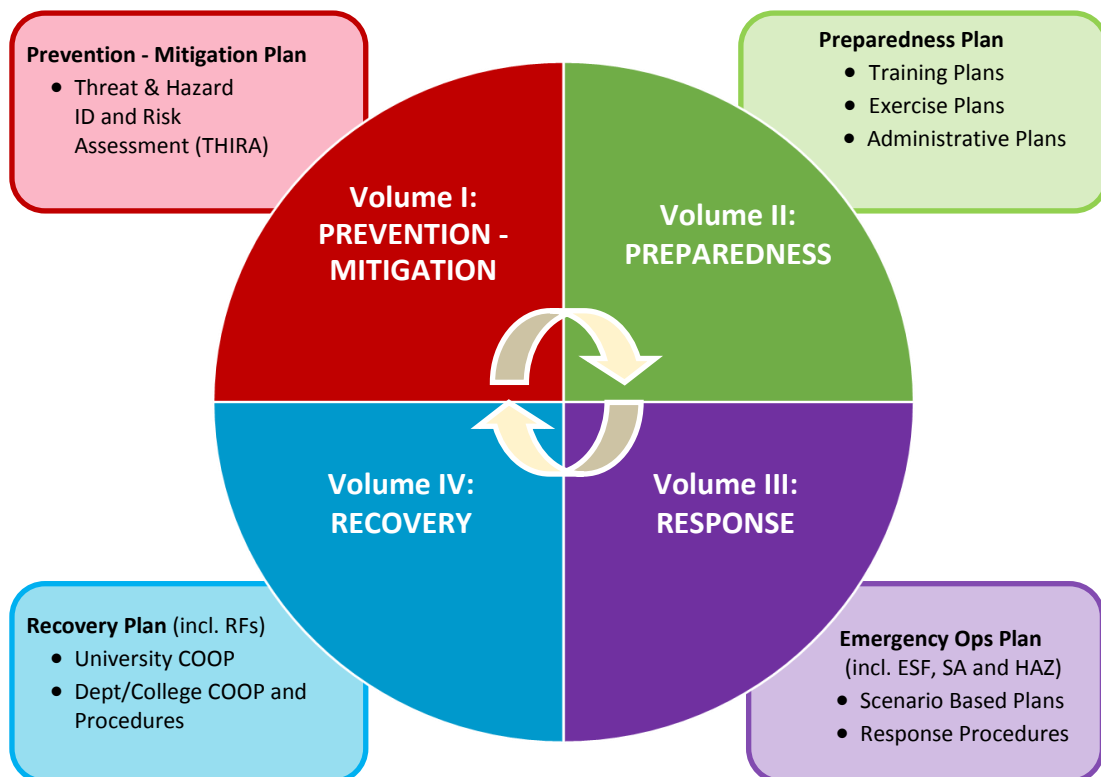 Prevention - Mitigation Plan
• Threat & Hazard
ID and Risk
Assessment (THIRA)
Preparedness Plan
• Training Plans
• Exercise Plans
• Administrative Plans
Volume I:
PREVENTION -
MITIGATION
Volume II:
PREPAREDNESS
Volume IV:
RECOVERY
Volume III:
RESPONSE
Recovery Plan (incl. RFs)
• University COOP
• Dept/College COOP and
Procedures
Emergency Ops Plan
(incl. ESF, SA and HAZ)
• Scenario Based Plans
• Response Procedures